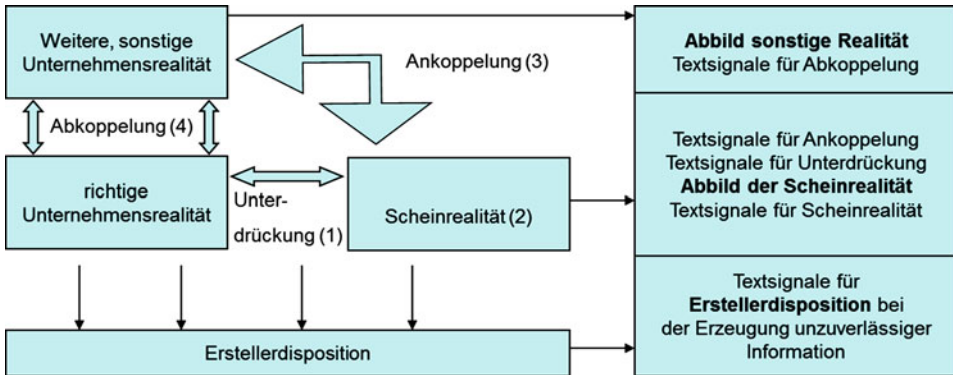 Weitere, sonstige
Unternehmensrealität
Ankoppelung (3)
Abkoppelung (4)
richtige
Unternehmensrealität
Unter-
drückung (1)
Scheinrealität (2)
Erstellerdisposition
Abbild sonstige Realität
Textsignale für Abkoppelung
Textsignale für Ankoppelung
Textsignale für Unterdrückung
Abbild der Scheinrealität
Textsignale für Scheinrealität
Textsignale für
Erstellerdisposition bei
der Erzeugung unzuverlässiger
Information